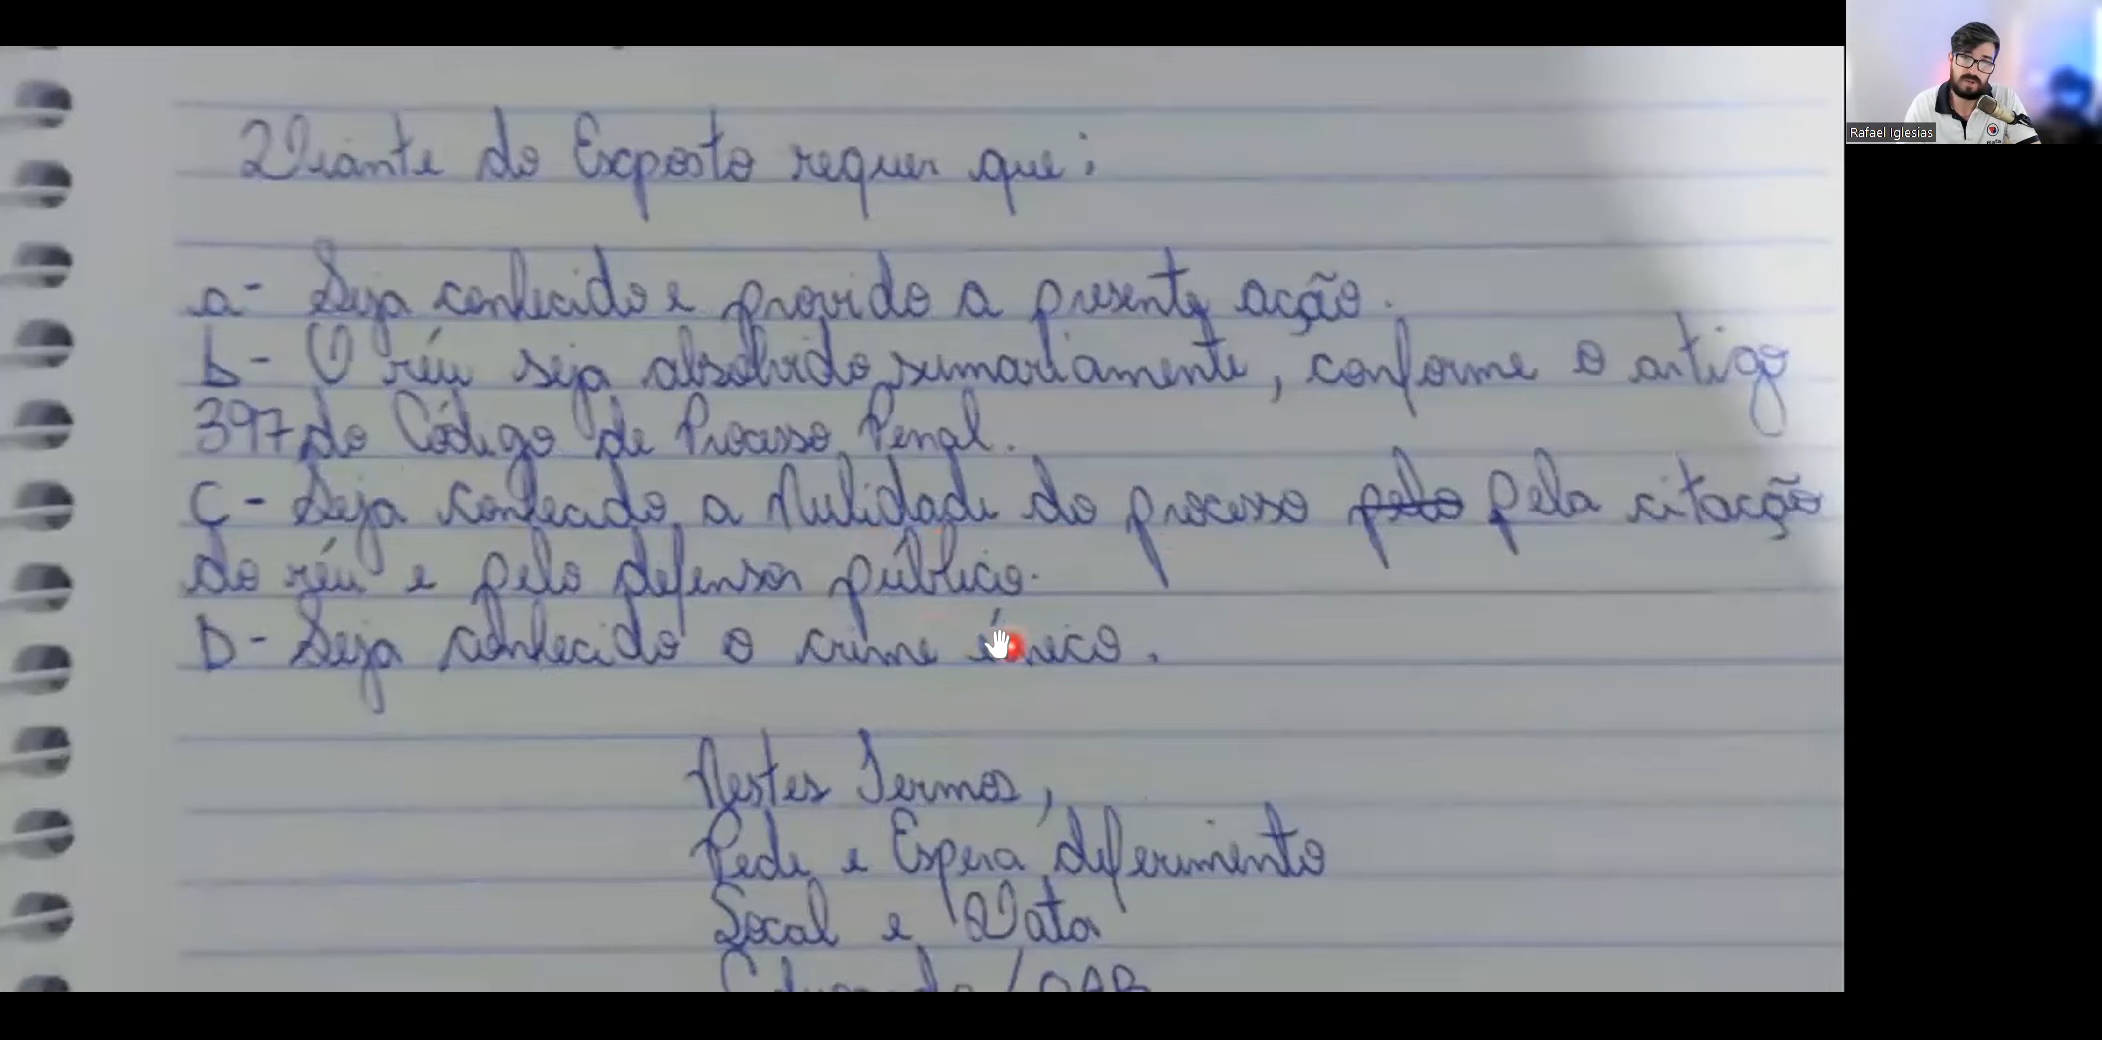 Diante do Exposto requer que:
a- Seja conhecido e provido a presente ação.
b- O réu seja absolvido sumariamente, conforme o artigo
397 do Código de Processo Penal.
C- Seja conhecido a Nulidade do processo pelo pela citação
do réu e pelo defensor público.
D- Seja conhecido o crime único.
Nestes Termos,
Pede e Espera deferimento
Local e Data
Eduardo/OAB
Rafael Iglesias